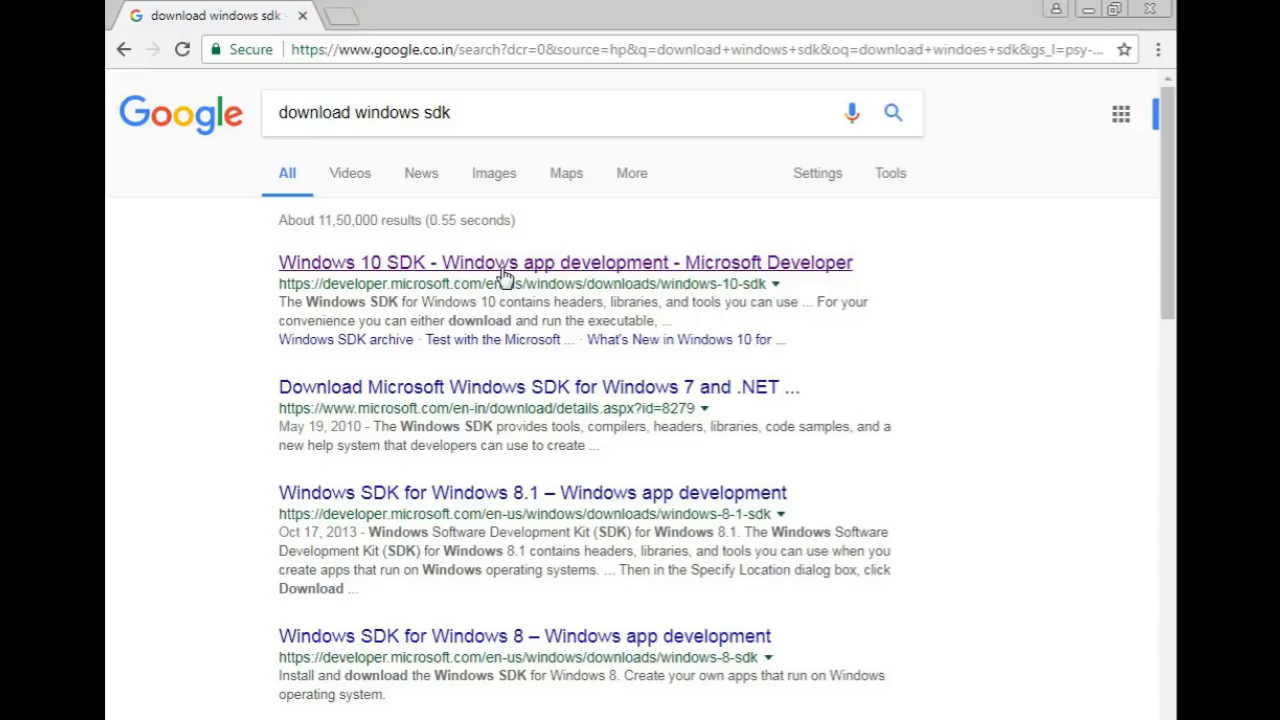 download windows sdk -
Secure https://www.google.co.in/search?dcr=0&source=hp&q=download+windows+sdk&oq=download+windoes+sdk&gs_l=psy-...
Google download windows sdk
All Videos News Images Maps More Settings Tools
About 11,50,000 results (0.55 seconds)
Windows 10 SDK - Windows app development - Microsoft Developer
https://developer.microsoft.com/en-us/windows/downloads/windows-10-sdk
The Windows SDK for Windows 10 contains headers, libraries, and tools you can use ... For your
convenience you can either download and run the executable, ...
Windows SDK archive · Test with the Microsoft ... · What's New in Windows 10 for ...
Download Microsoft Windows SDK for Windows 7 and .NET ...
https://www.microsoft.com/en-in/download/details.aspx?id=8279
May 19, 2010 - The Windows SDK provides tools, compilers, headers, libraries, code samples, and a
new help system that developers can use to create ...
Windows SDK for Windows 8.1 – Windows app development
https://developer.microsoft.com/en-us/windows/downloads/windows-8-1-sdk
Oct 17, 2013 - Windows Software Development Kit (SDK) for Windows 8.1. The Windows Software
Development Kit (SDK) for Windows 8.1 contains headers, libraries, and tools you can use when you
create apps that run on Windows operating systems. ... Then in the Specify Location dialog box, click
Download ...
Windows SDK for Windows 8 – Windows app development
https://developer.microsoft.com/en-us/windows/downloads/windows-8-sdk
Install and download the Windows SDK for Windows 8. Create your own apps that run on Windows
operating system.